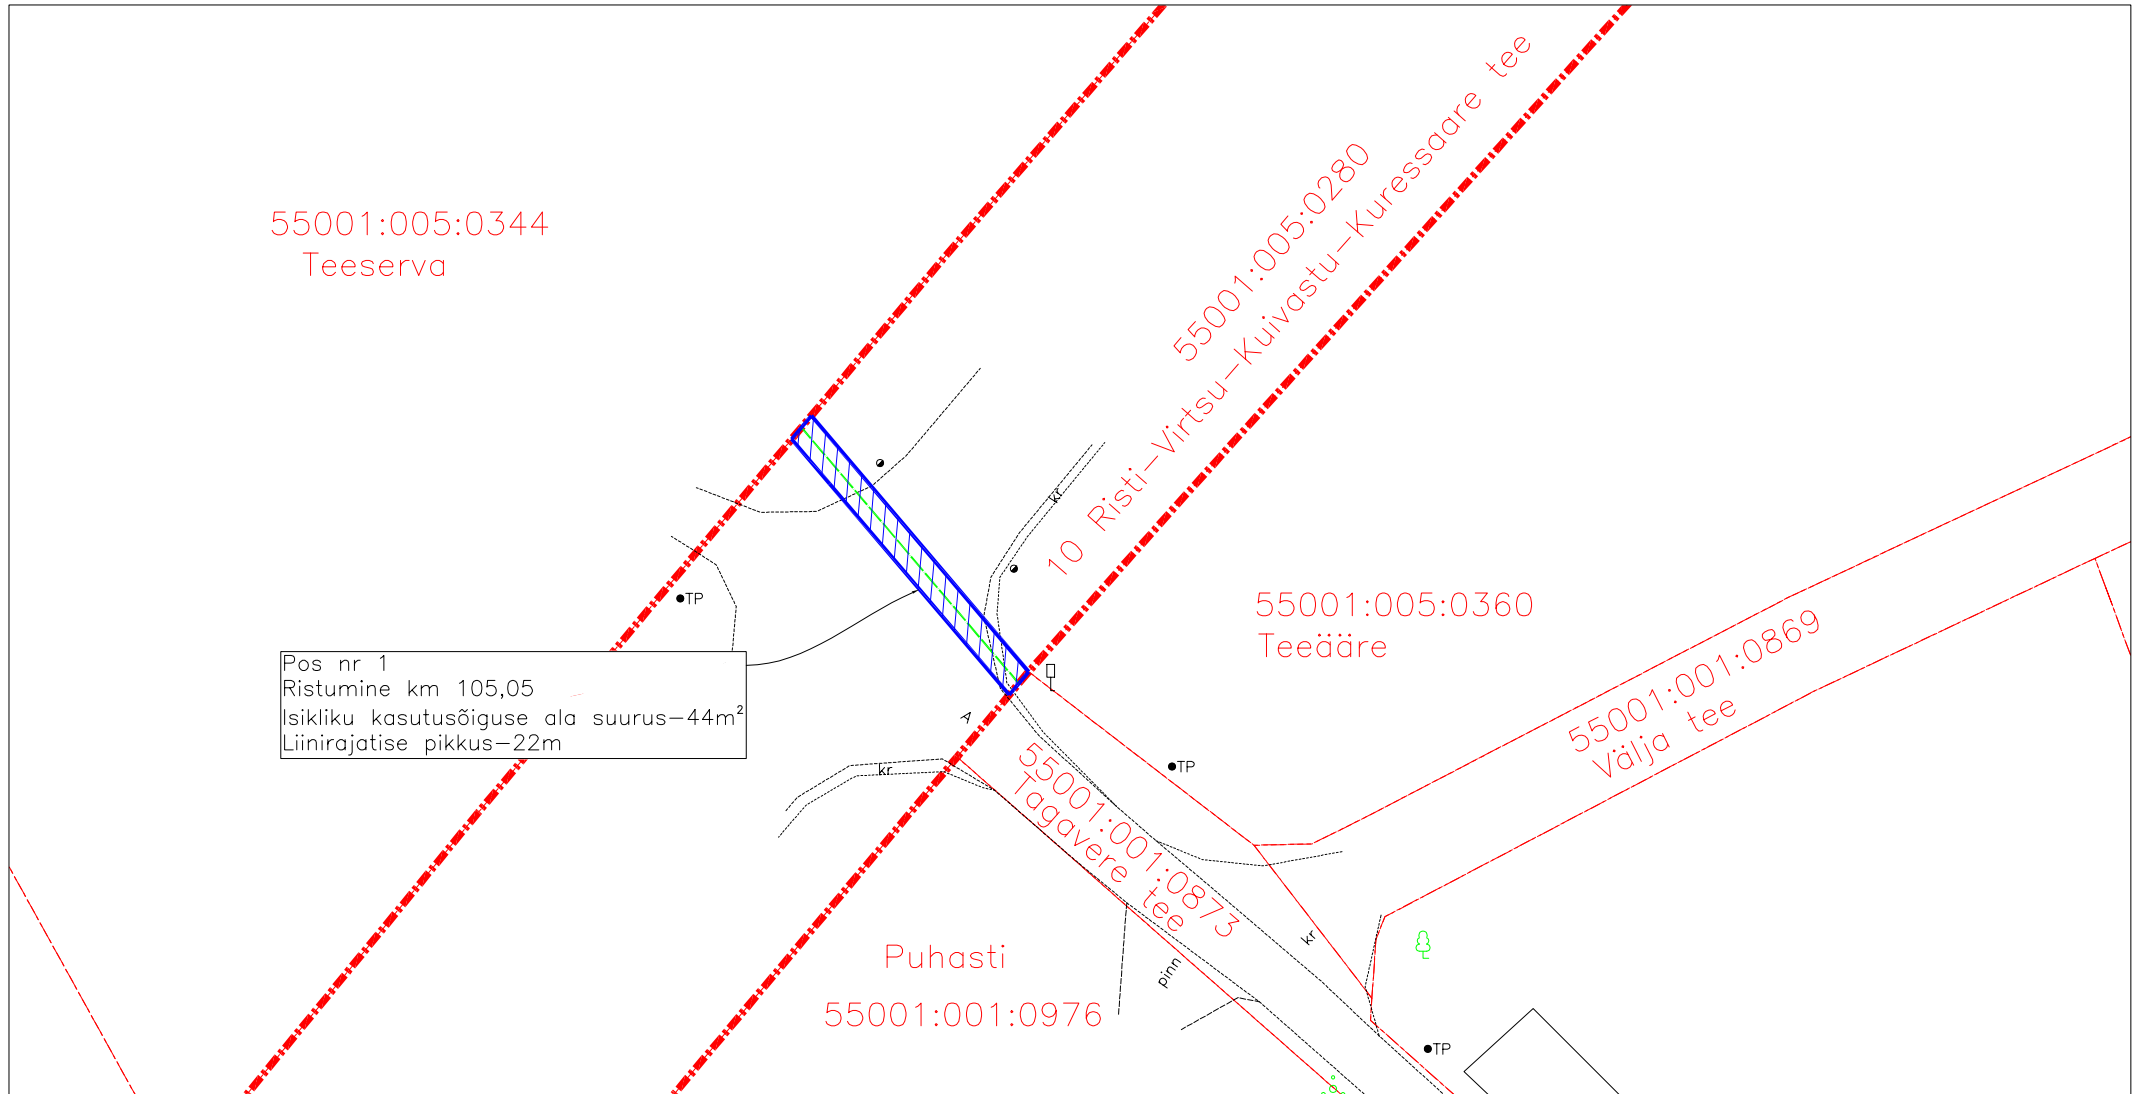 55001:005:0344
Teeserva
55001:005:0280
10 Risti-Virtsu-Kuivastu-Kuressaare tee
kr
TP
55001:005:0360
Teeääre
55001:001:0869
Välja tee
Pos nr 1
Ristumine km 105,05
Isikliku kasutusõiguse ala suurus-44m²
Liinirajatise pikkus-22m
A
kr
TP
55001:001:0873
Tagavere tee
kr
Puhasti
55001:001:0976
pinn
TP